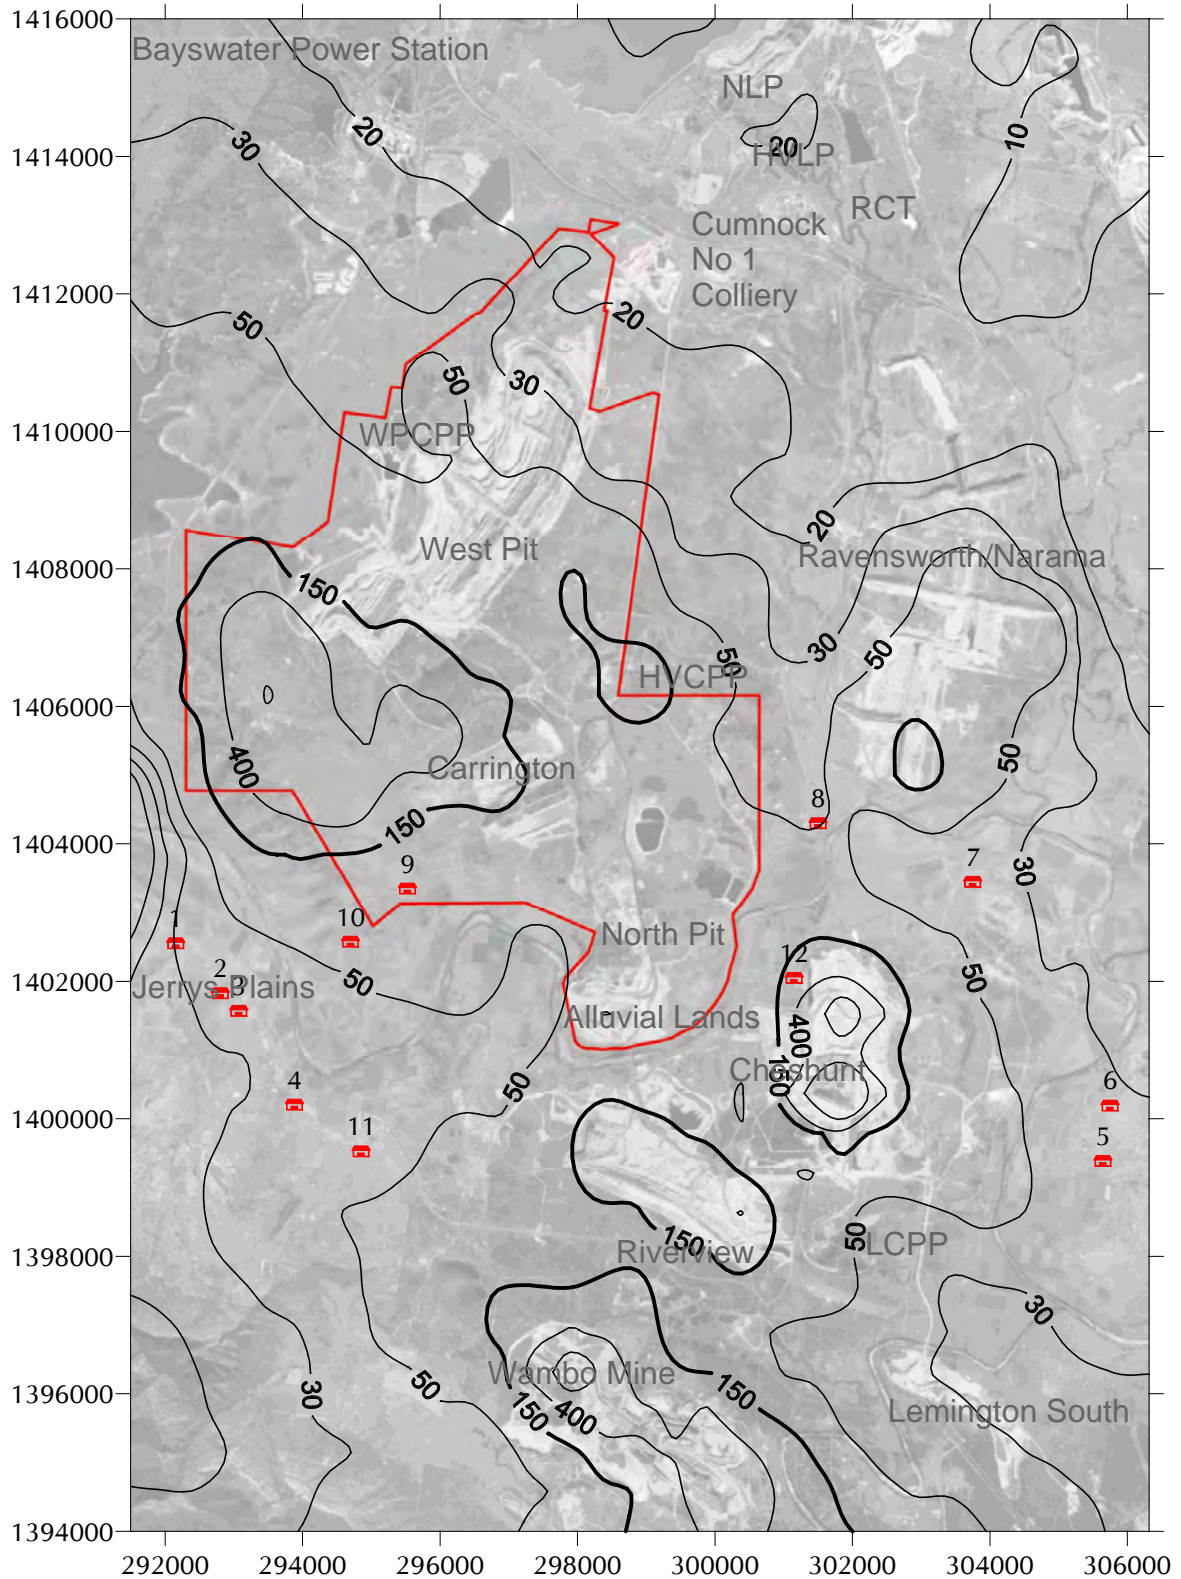 1416000
Bayswater Power Station
NLP
20
10
30
20
HVLP
1414000
RCT
Cumnock
No 1
Colliery
1412000
50
20
50
30
1410000
WPCPP
20
West Pit
Ravensworth/Narama
1408000
150
30
50
50
HVCPP
1406000
400
50
Carrington
150
8
1404000
9
7
30
1
10
North Pit
12
2
3
Jerrys Plains
50
50
1402000
Alluvial Lands
400
Cheshunt
150
50
4
6
1400000
11
5
150
Riverview
50
LCPP
1398000
30
Wambo Mine
30
50
150
1396000
150
400
Lemington South
1394000
292000 294000 296000 298000 300000 302000 304000 306000